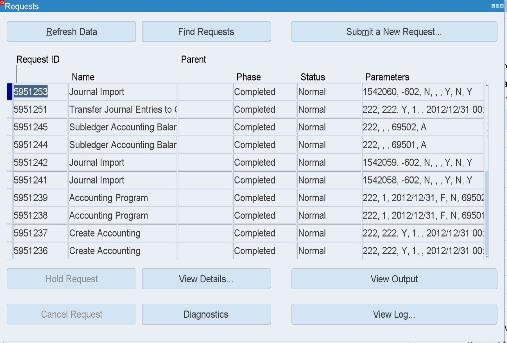 Requests
Refresh Data Find Requests Submit a New Request...
Request ID Parent
Name Phase Status Parameters
5951253 Journal Import Completed Normal 1542060, -602, N, , , Y, N, Y
5951251 Transfer Journal Entries to G Completed Normal 222, 222, Y, 1, , 2012/12/31 00:
5951245 Subledger Accounting Balar Completed Normal 222, , , 69502, A
5951244 Subledger Accounting Balar Completed Normal 222, , , 69501, A
5951242 Journal Import Completed Normal 1542059, -602, N, , , Y, N, Y
5951241 Journal Import Completed Normal 1542058, -602, N, , , Y, N, Y
5951239 Accounting Program Completed Normal 222, 1, 2012/12/31, F, N, 69502
5951238 Accounting Program Completed Normal 222, 1, 2012/12/31, F, N, 69501
5951237 Create Accounting Completed Normal 222, 222, Y, 1, , 2012/12/31 00:
5951236 Create Accounting Completed Normal 222, 222, Y, 1, , 2012/12/31 00:
Hold Request View Details... View Output
Cancel Request Diagnostics View Log...